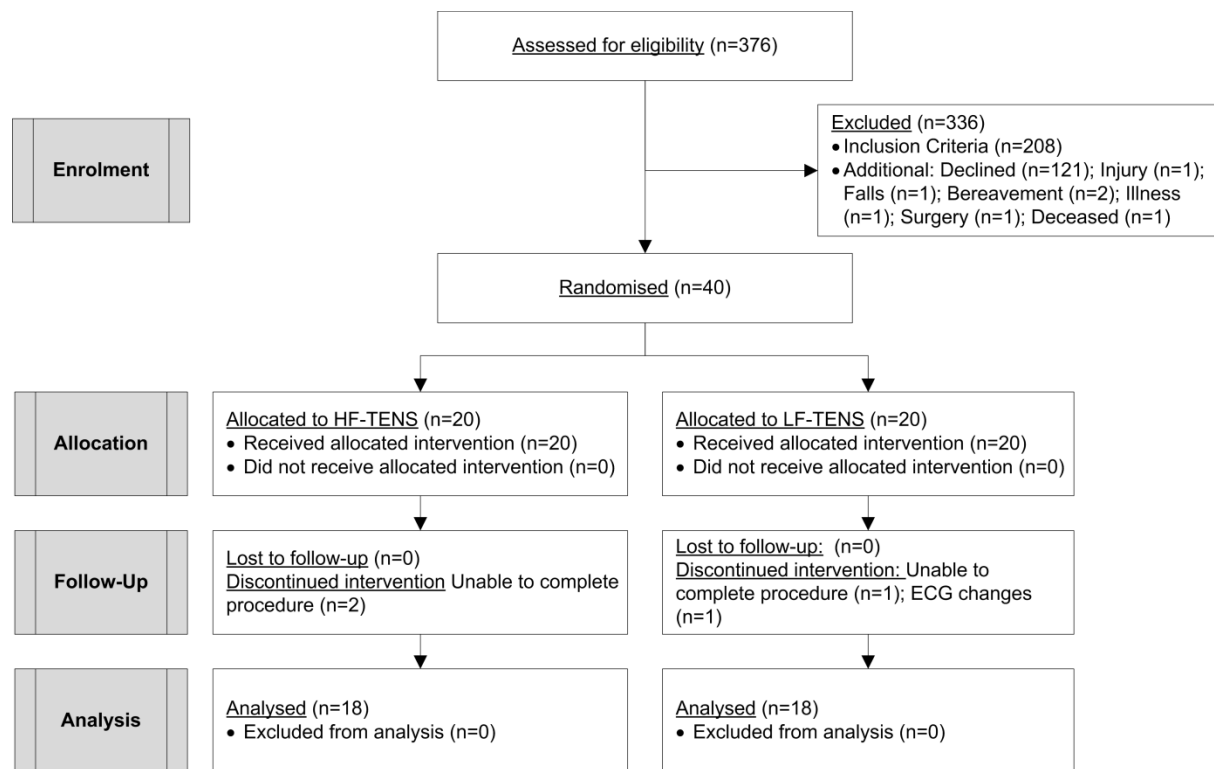 Assessed for eligibility (n=376)
Enrolment
Excluded (n=336)
• Inclusion Criteria (n=208)
• Additional: Declined (n=121); Injury (n=1);
Falls (n=1); Bereavement (n=2); Illness
(n=1); Surgery (n=1); Deceased (n=1)
Randomised (n=40)
Allocation
Allocated to HF-TENS (n=20)
• Received allocated intervention (n=20)
• Did not receive allocated intervention (n=0)
Allocated to LF-TENS (n=20)
• Received allocated intervention (n=20)
• Did not receive allocated intervention (n=0)
Follow-Up
Lost to follow-up (n=0)
Discontinued intervention Unable to complete
procedure (n=2)
Lost to follow-up: (n=0)
Discontinued intervention: Unable to
complete procedure (n=1); ECG changes
(n=1)
Analysis
Analysed (n=18)
• Excluded from analysis (n=0)
Analysed (n=18)
• Excluded from analysis (n=0)